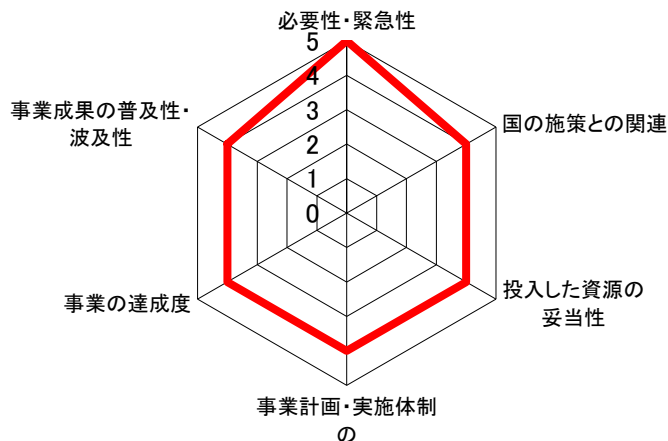 必要性・緊急性
5
4
3
2
1
0
国の施策との関連
投入した資源の
妥当性
事業計画・実施体制
の
事業の達成度
事業成果の普及性・
波及性